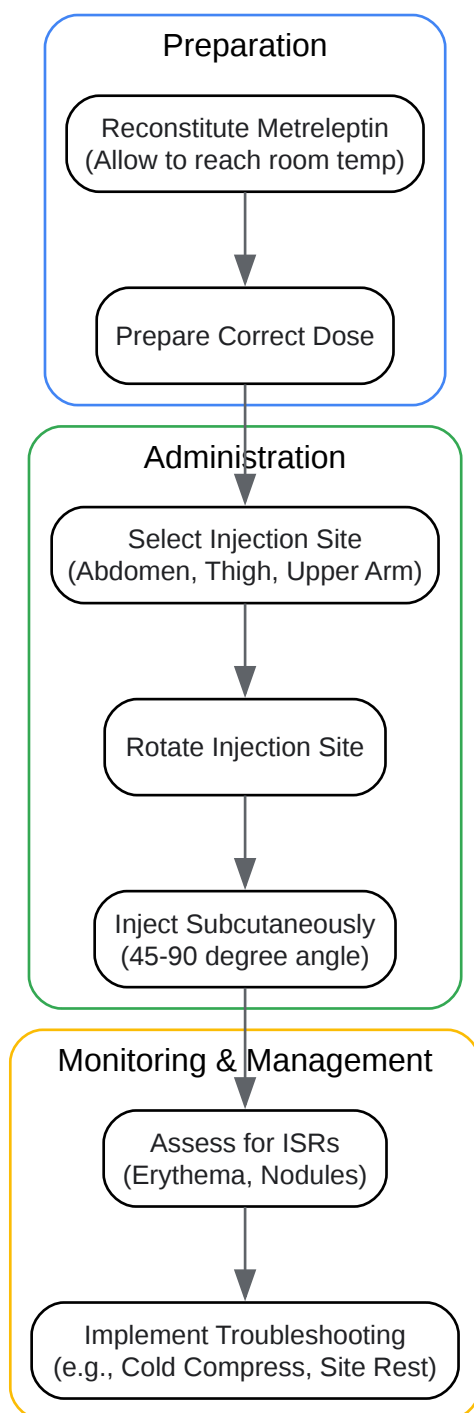 Preparation
Reconstitute Metreleptin
(Allow to reach room temp)
Prepare Correct Dose
Administration
Select Injection Site
(Abdomen, Thigh, Upper Arm)
Rotate Injection Site
Inject Subcutaneously
(45-90 degree angle)
Monitoring & Management
Assess for ISRs
(Erythema, Nodules)
Implement Troubleshooting
(e.g., Cold Compress, Site Rest)